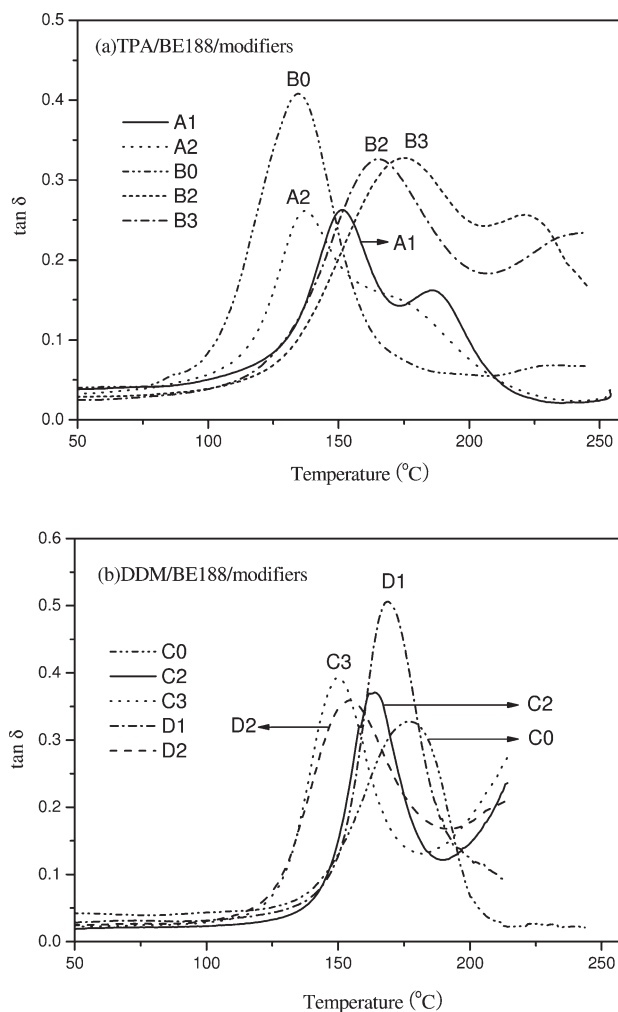 0.5
(a)TPA/BE188/modifiers
B0
0.4
A1
A2
B0
B2
B3
B2
B3
0.3
A2
A1
tan δ
0.2
0.1
0.0
50
100
150
200
250
Temperature (°C)
0.6
(b)DDM/BE188/modifiers
D1
0.5
C0
C2
C3
D1
D2
C3
0.4
C2
D2
C0
0.3
tan δ
0.2
0.1
0.0
50
100
150
200
250
Temperature (°C)